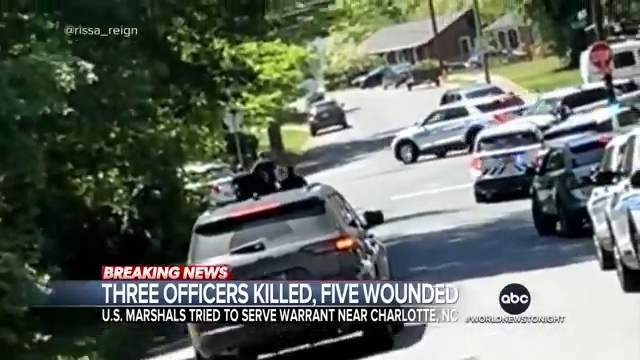 @rissa_reign
BREAKING NEWS
THREE OFFICERS KILLED, FIVE WOUNDED
U.S. MARSHALS TRIED TO SERVE WARRANT NEAR CHARLOTTE, NC
abc
#WORLDNEWSTONIGHT